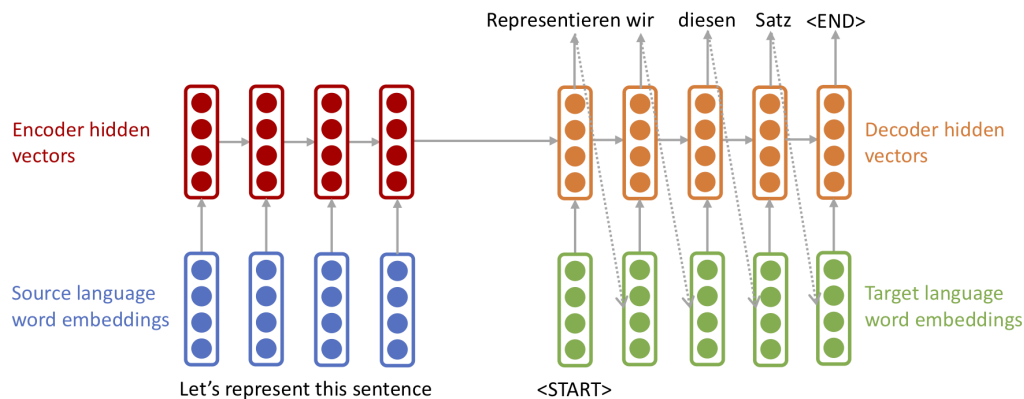 Representieren wir diesen Satz <END>
Encoder hidden
vectors
Decoder hidden
vectors
Source language
word embeddings
Target language
word embeddings
Let's represent this sentence
<START>